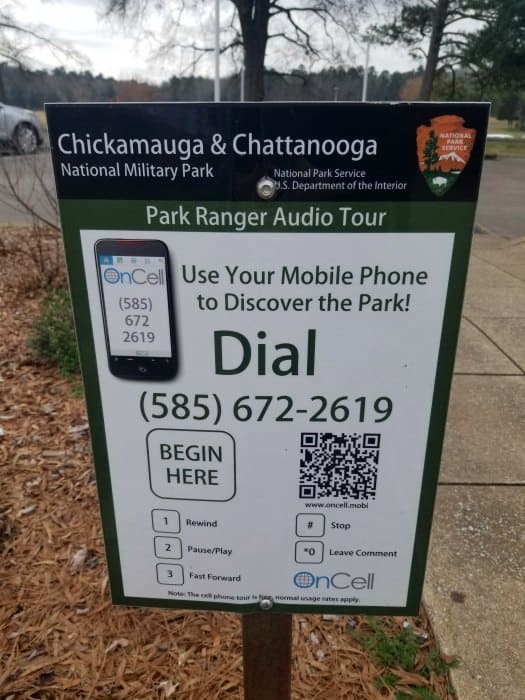 Chickamauga & Chattanooga
National Military Park
National Park Service
U.S. Department of the Interior
NATIONAL
PARK
SERVICE
Park Ranger Audio Tour
OnCell
(585)
672
2619
Use Your Mobile Phone
to Discover the Park!
Dial
(585) 672-2619
BEGIN
HERE
www.oncell.mobi
1 Rewind
2 Pause/Play
3 Fast Forward
# Stop
*0 Leave Comment
OnCell
Note: The cell phone tour is free, normal usage rates apply.